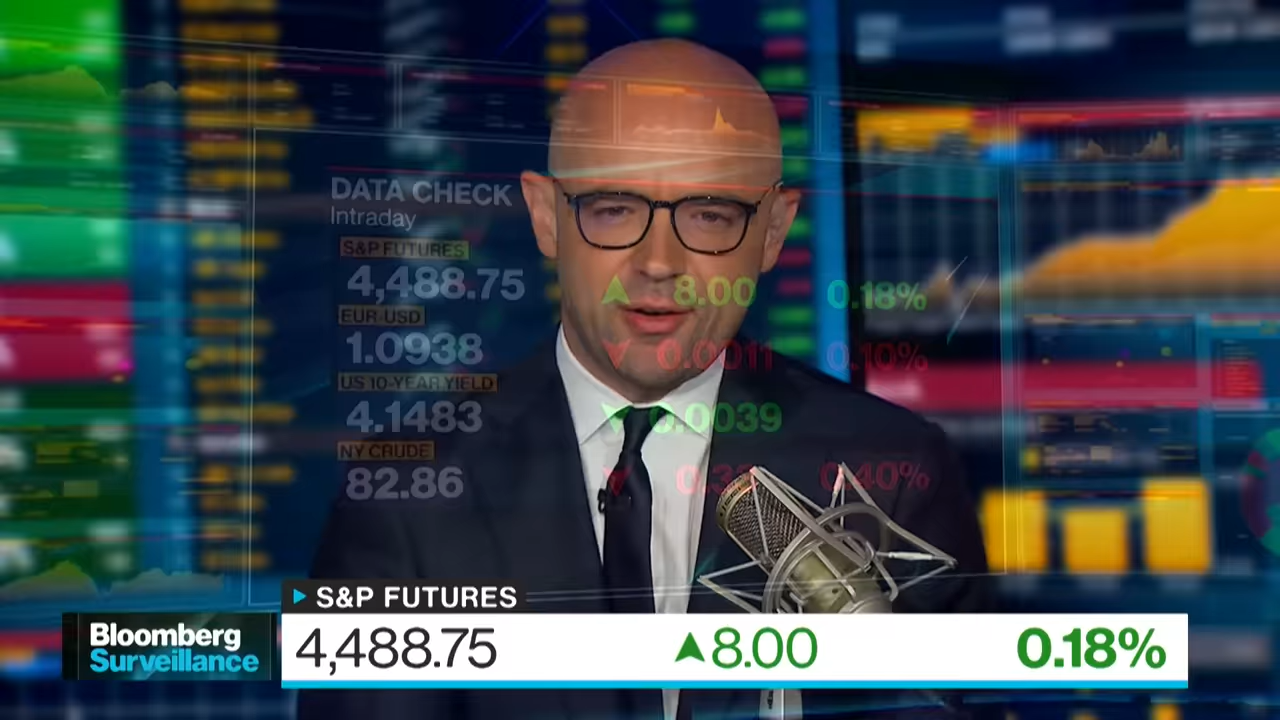 DATA CHECK
Intraday
S&P FUTURES
4,488.75 ▲ 8.00 0.18%
EUR-USD
1.0938 ▼ 0.0011 0.10%
US 10-YEAR YIELD
4.1483 ▼ 0.0039
NY CRUDE
82.86 ▼ 0.40%
S&P FUTURES
Bloomberg
Surveillance
4,488.75 ▲8.00 0.18%